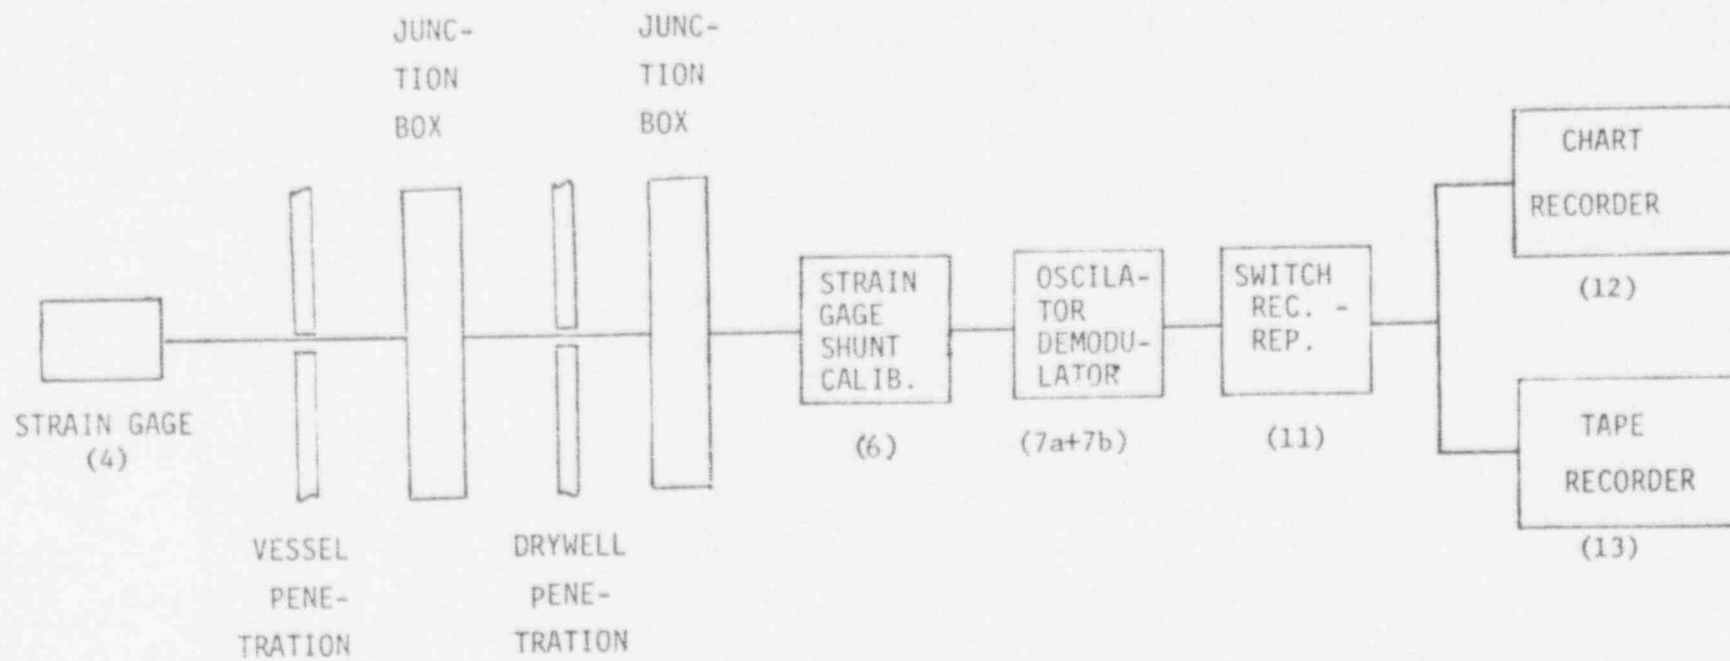 JUNC-
TION
BOX
JUNC-
TION
BOX
STRAIN GAGE
(4)
VESSEL
PENE-
TRATION
DRYWELL
PENE-
TRATION
STRAIN
GAGE
SHUNT
CALIB.
(6)
OSCILA-
TOR
DEMODU-
LATOR
(7a+7b)
SWITCH
REC. -
REP.
(11)
CHART
RECORDER
(12)
TAPE
RECORDER
(13)